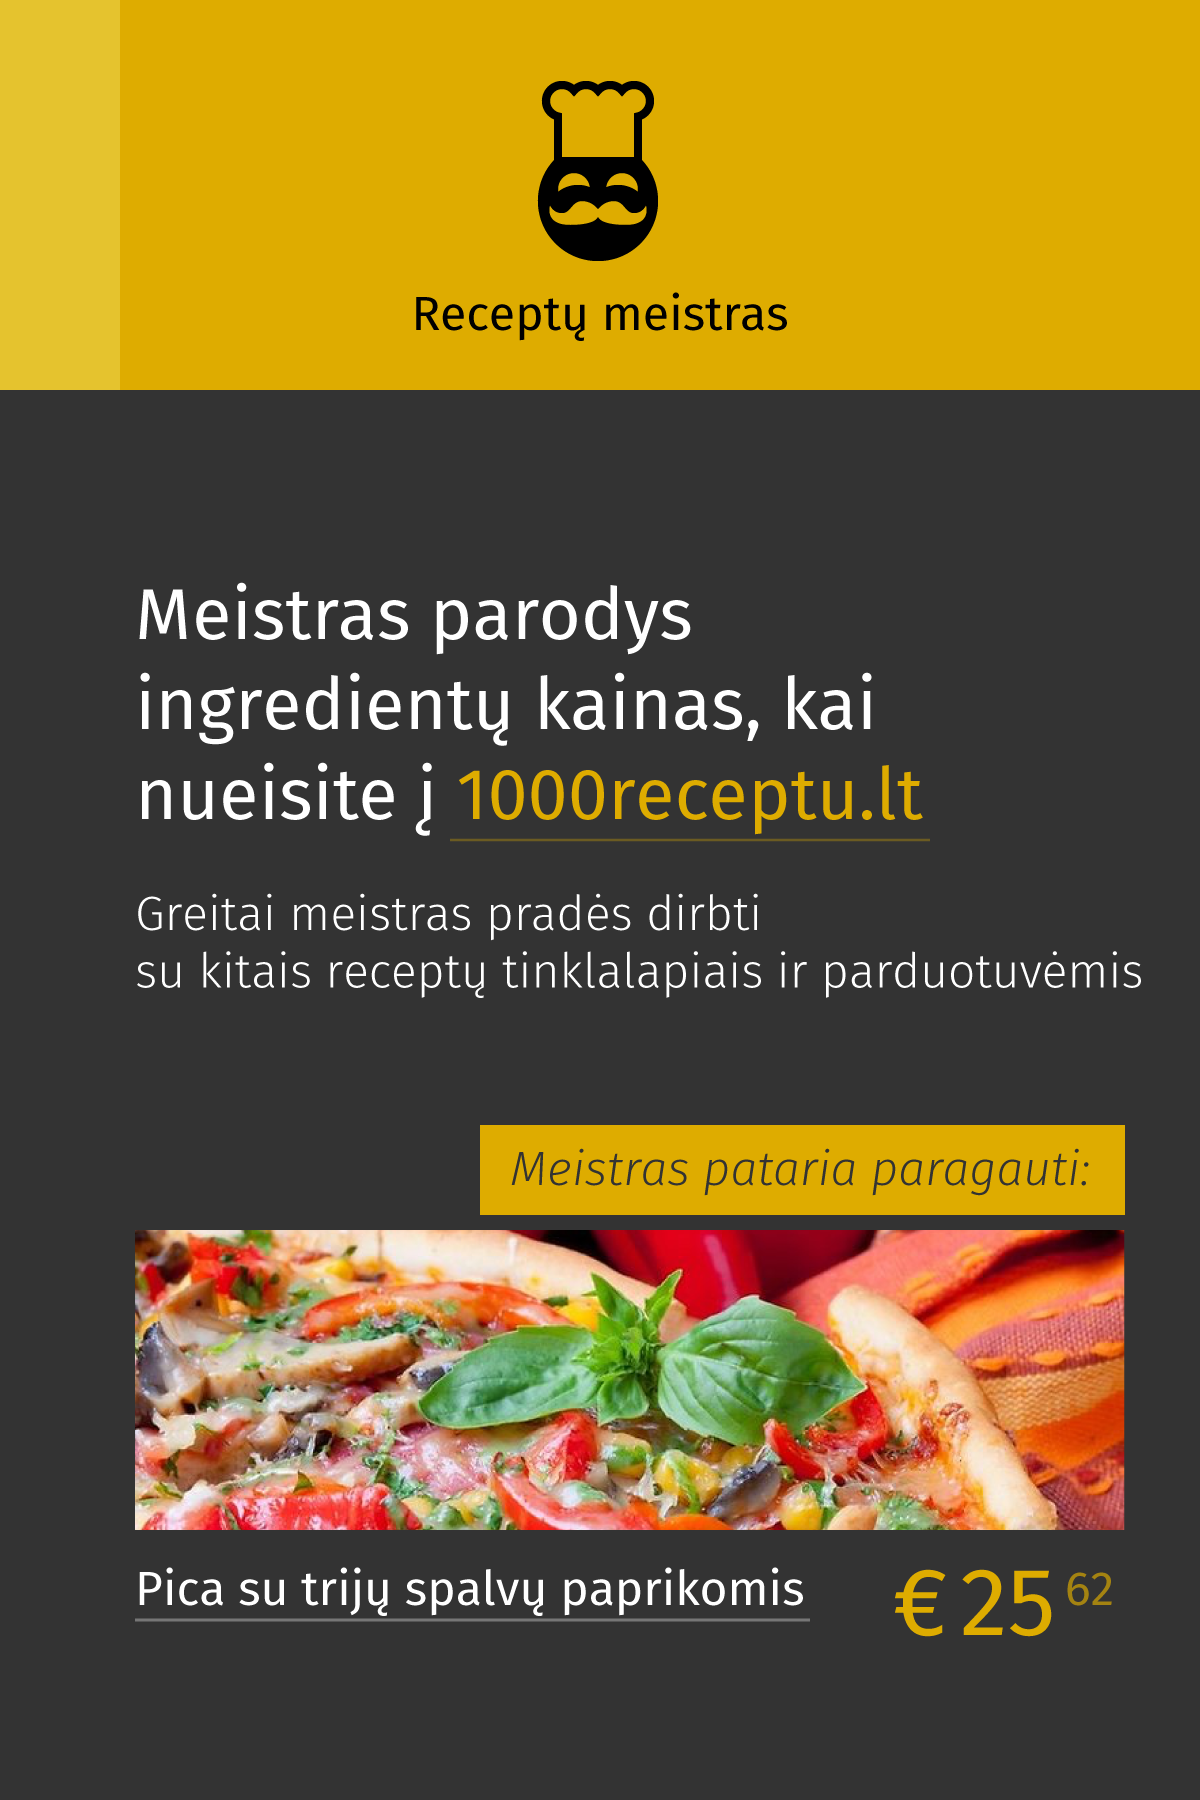 Receptų meistras
Meistras parodys
ingredientų kainas, kai
nueisite į 1000receptu.lt
Greitai meistras pradės dirbti
su kitais receptų tinklalapiais ir parduotuvėmis
Meistras pataria paragauti:
Pica su trijų spalvų paprikomis € 25 62